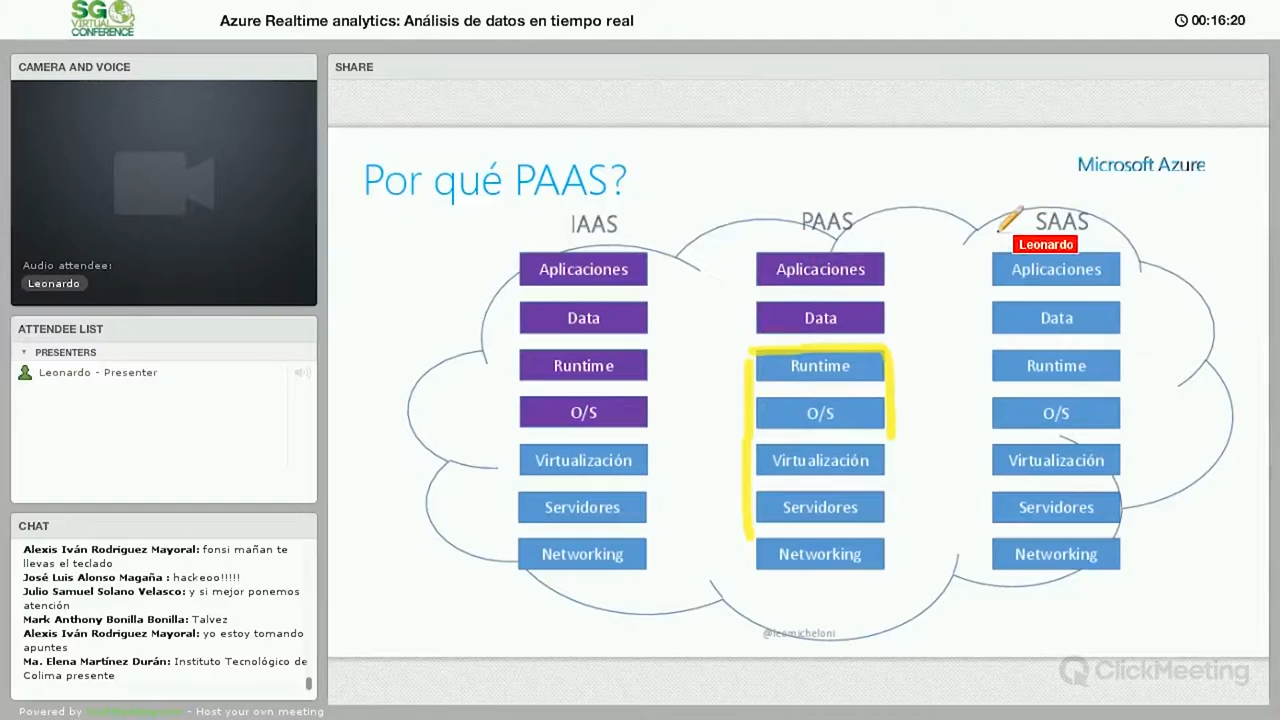 SG
VIRTUAL
CONFERENCE
Azure Realtime analytics: Análisis de datos en tiempo real
00:16:20
CAMERA AND VOICE
Audio attendee:
Leonardo
ATTENDEE LIST
PRESENTERS
Leonardo - Presenter
CHAT
Alexis Iván Rodriguez Mayoral: fonsi mañan te
llevas el teclado
José Luis Alonso Magaña : hackeoo!!!!!
Julio Samuel Solano Velasco: y si mejor ponemos
atención
Mark Anthony Bonilla Bonilla: Talvez
Alexis Iván Rodriguez Mayoral: yo estoy tomando
apuntes
Ma. Elena Martínez Durán: Instituto Tecnológico de
Colima presente
Powered by ClickMeeting.com - Host your own meeting
SHARE
Por qué PAAS?
Microsoft Azure
IAAS
Aplicaciones
Data
Runtime
O/S
Virtualización
Servidores
Networking
PAAS
Aplicaciones
Data
Runtime
O/S
Virtualización
Servidores
Networking
SAAS
Leonardo
Aplicaciones
Data
Runtime
O/S
Virtualización
Servidores
Networking
@leomicheloni
ClickMeeting